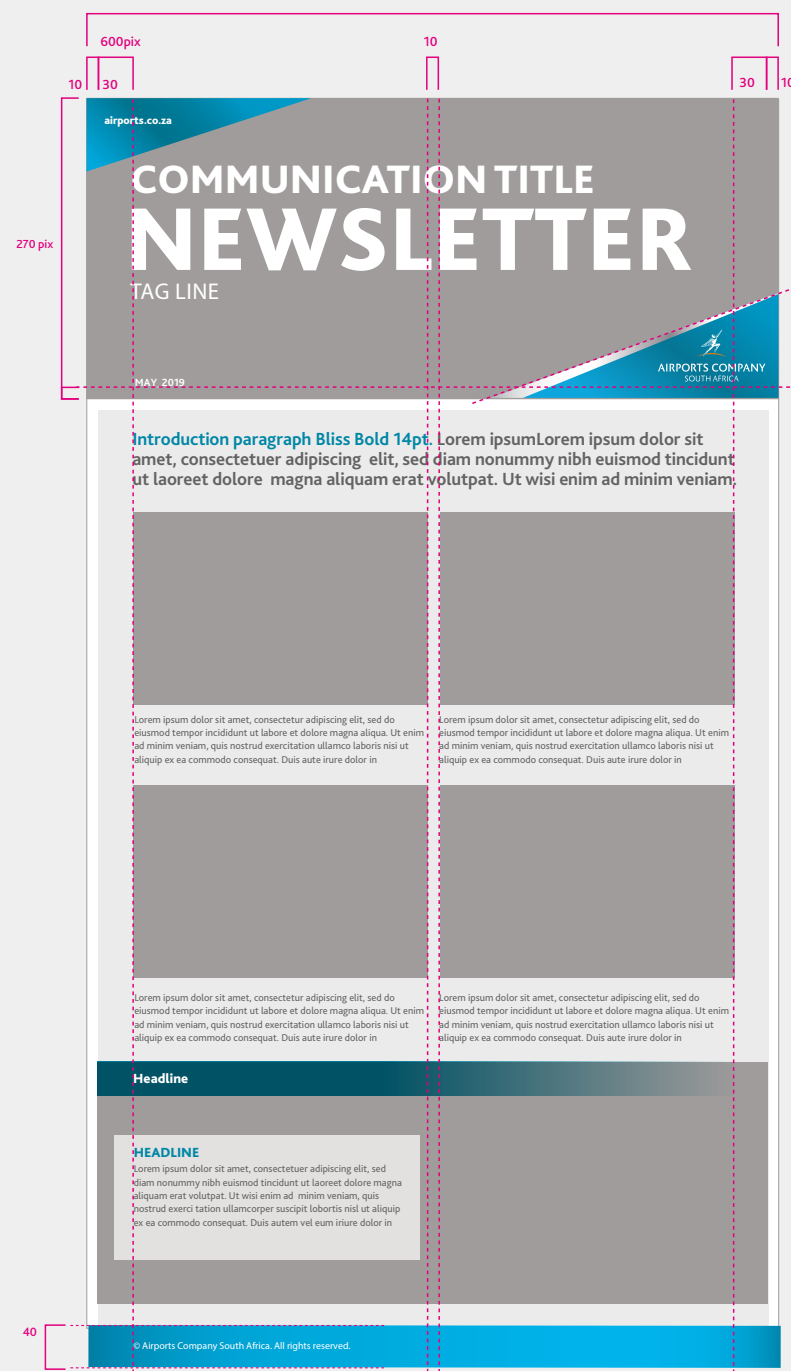 600pix
10
10
30
30
10
airports.co.za
COMMUNICATION TITLE
NEWSLETTER
TAG LINE
270 pix
MAY 2019
AIRPORTS COMPANY
SOUTH AFRICA
Introduction paragraph Bliss Bold 14pt. Lorem ipsumLorem ipsum dolor sit
amet, consectetuer adipiscing  elit, sed diam nonummy nibh euismod tincidunt
ut laoreet dolore  magna aliquam erat volutpat. Ut wisi enim ad minim veniam.
Lorem ipsum dolor sit amet, consectetur adipiscing elit, sed do
eiusmod tempor incididunt ut labore et dolore magna aliqua. Ut enim
ad minim veniam, quis nostrud exercitation ullamco laboris nisi ut
aliquip ex ea commodo consequat. Duis aute irure dolor in
Lorem ipsum dolor sit amet, consectetur adipiscing elit, sed do
eiusmod tempor incididunt ut labore et dolore magna aliqua. Ut enim
ad minim veniam, quis nostrud exercitation ullamco laboris nisi ut
aliquip ex ea commodo consequat. Duis aute irure dolor in
Lorem ipsum dolor sit amet, consectetur adipiscing elit, sed do
eiusmod tempor incididunt ut labore et dolore magna aliqua. Ut enim
ad minim veniam, quis nostrud exercitation ullamco laboris nisi ut
aliquip ex ea commodo consequat. Duis aute irure dolor in
Lorem ipsum dolor sit amet, consectetur adipiscing elit, sed do
eiusmod tempor incididunt ut labore et dolore magna aliqua. Ut enim
ad minim veniam, quis nostrud exercitation ullamco laboris nisi ut
aliquip ex ea commodo consequat. Duis aute irure dolor in
Headline
HEADLINE
Lorem ipsum dolor sit amet, consectetuer adipiscing elit, sed
diam nonummy nibh euismod tincidunt ut laoreet dolore magna
aliquam erat volutpat. Ut wisi enim ad  minim veniam, quis
nostrud exerci tation ullamcorper suscipit lobortis nisl ut aliquip
ex ea commodo consequat. Duis autem vel eum iriure dolor in
40
© Airports Company South Africa. All rights reserved.